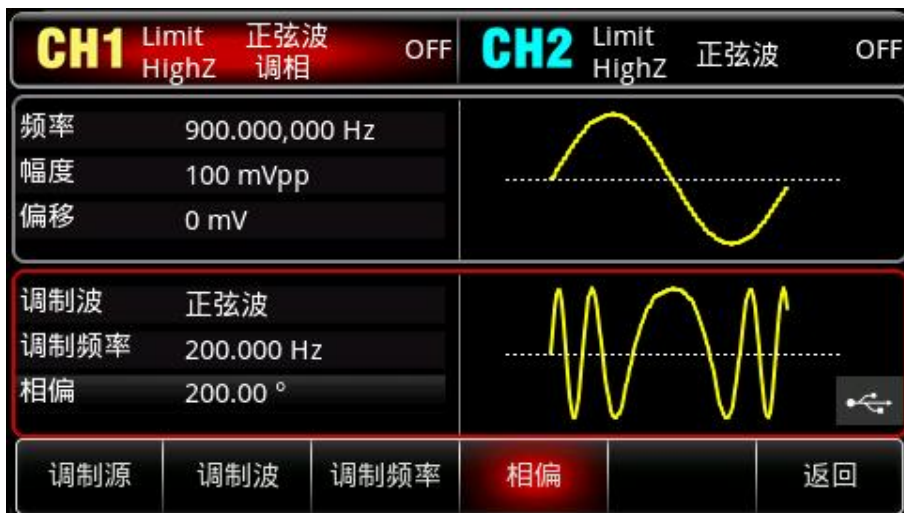 CH1 Limit 正弦波 OFF CH2 Limit 正弦波 OFF
HighZ 调相 HighZ
频率 900.000,000 Hz
幅度 100 mVpp
偏移 0 mV
调制波 正弦波
调制频率 200.000 Hz
相偏 200.00 °
调制源 调制波 调制频率 相偏 返回